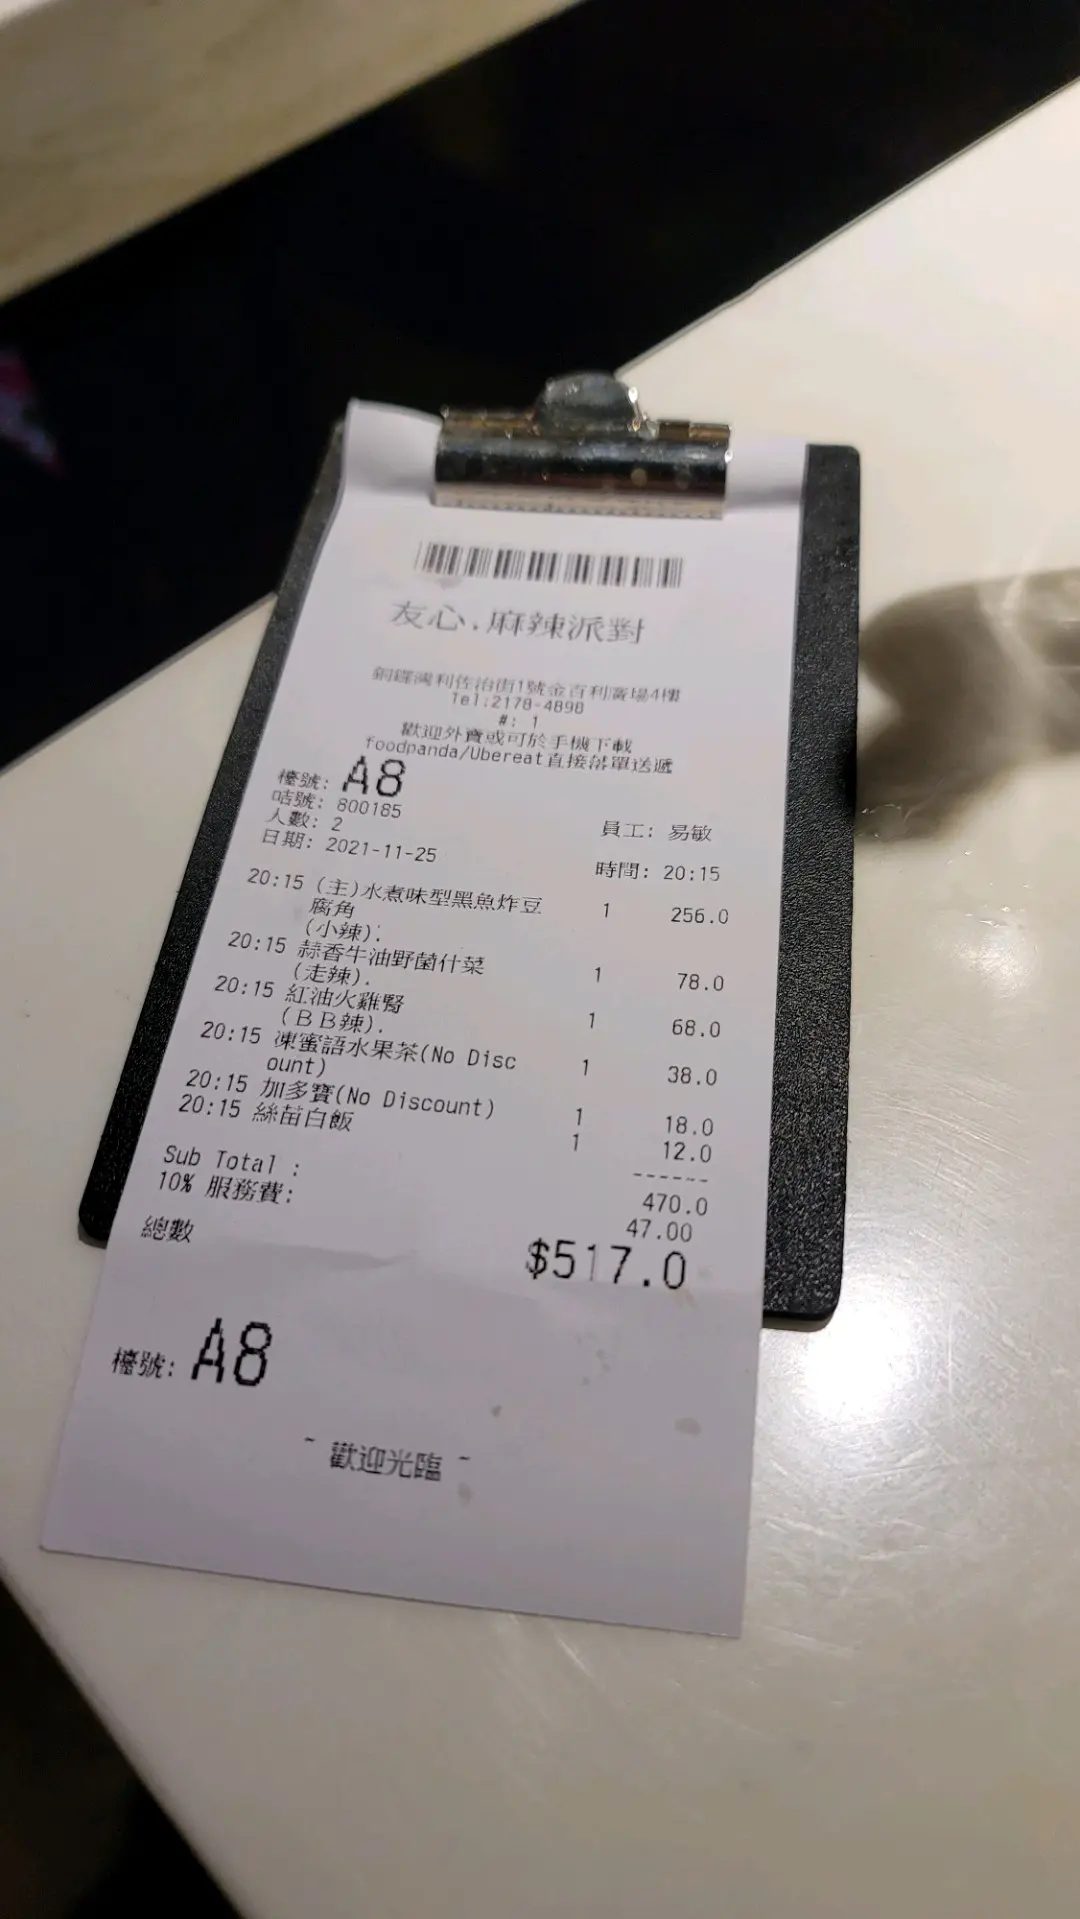 友心.麻辣派對
銅鑼灣利佐治街1號金百利廣場4樓
Tel:2178-4898
#: 1
歡迎外賣或可於手機下載
foodpanda/Ubereat直接落單送遞
檯號: A8
咭號: 800185
人數: 2 員工: 易敏
日期: 2021-11-25 時間: 20:15
20:15 (主)水煮味型黑魚炸豆 1 256.0
腐角
(小辣).
20:15 蒜香牛油野菌什菜 1 78.0
(走辣).
20:15 紅油火雞腎 1 68.0
(ＢＢ辣).
20:15 凍蜜語水果茶(No Disc 1 38.0
ount)
20:15 加多寶(No Discount) 1 18.0
20:15 絲苗白飯 1 12.0
------
Sub Total : 470.0
10% 服務費: 47.00
總數 $517.0
檯號: A8
~ 歡迎光臨 ~